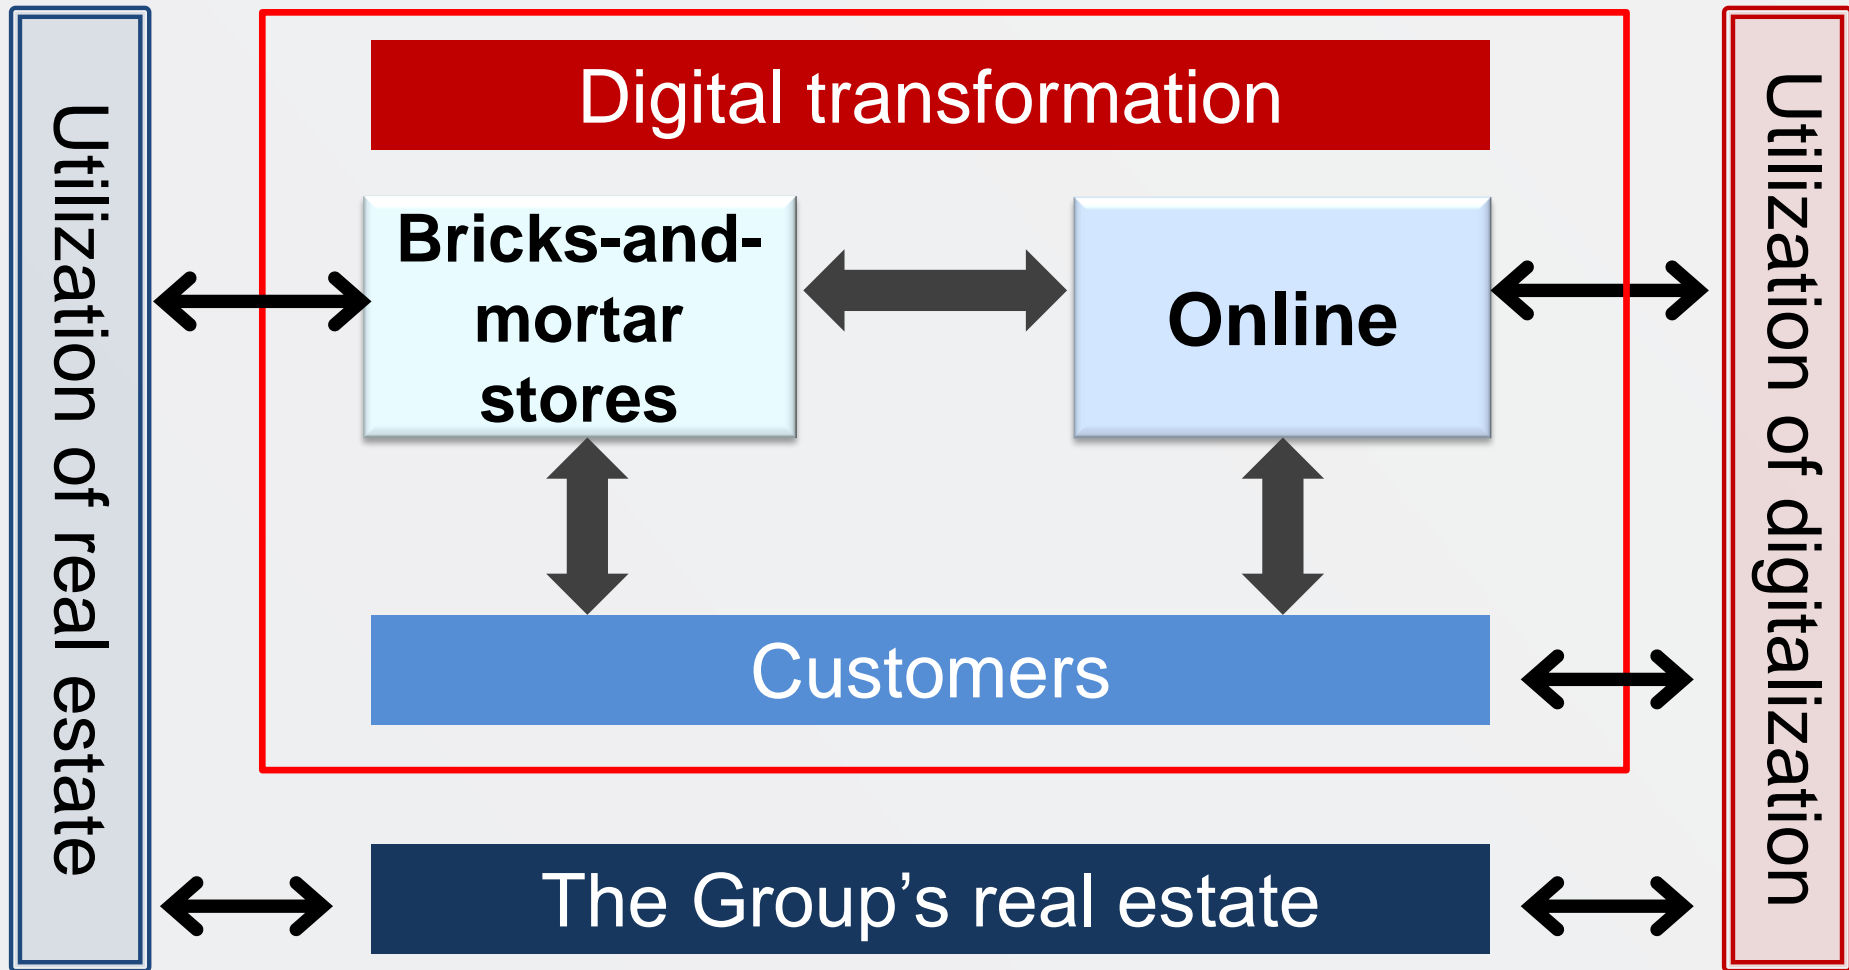 Utilization of real estate
Digital transformation
Bricks-and-
mortar
stores
Online
Customers
The Group’s real estate
Utilization of digitalization